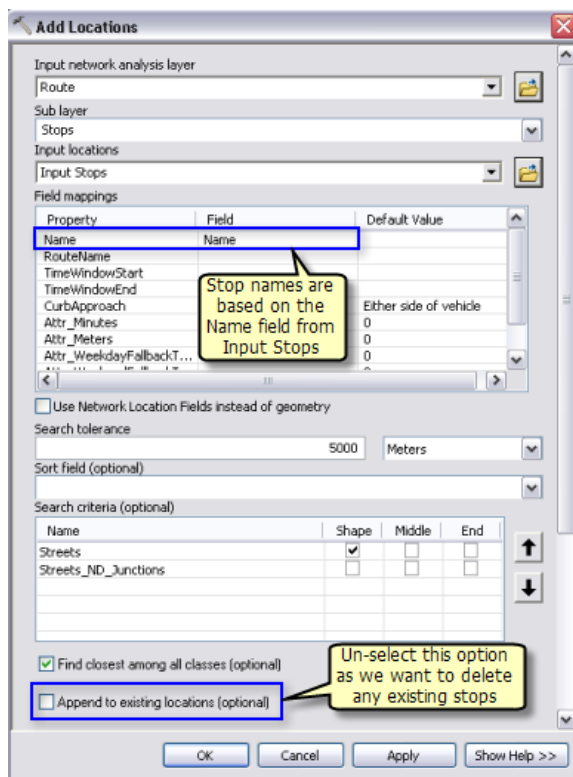 Add Locations
Input network analysis layer
Route
Sub layer
Stops
Input locations
Input Stops
Field mappings
Property Field Default Value
Name Name
RouteName
TimeWindowStart
TimeWindowEnd
CurbApproach Either side of vehicle
Attr_Minutes 0
Attr_Meters 0
Attr_WeekdayFallbackT... 0
Stop names are
based on the
Name field from
Input Stops
Use Network Location Fields instead of geometry
Search tolerance
5000 Meters
Sort field (optional)
Search criteria (optional)
Name Shape Middle End
Streets
Streets_ND_Junctions
Find closest among all classes (optional)
Un-select this option
as we want to delete
any existing stops
Append to existing locations (optional)
OK Cancel Apply Show Help >>